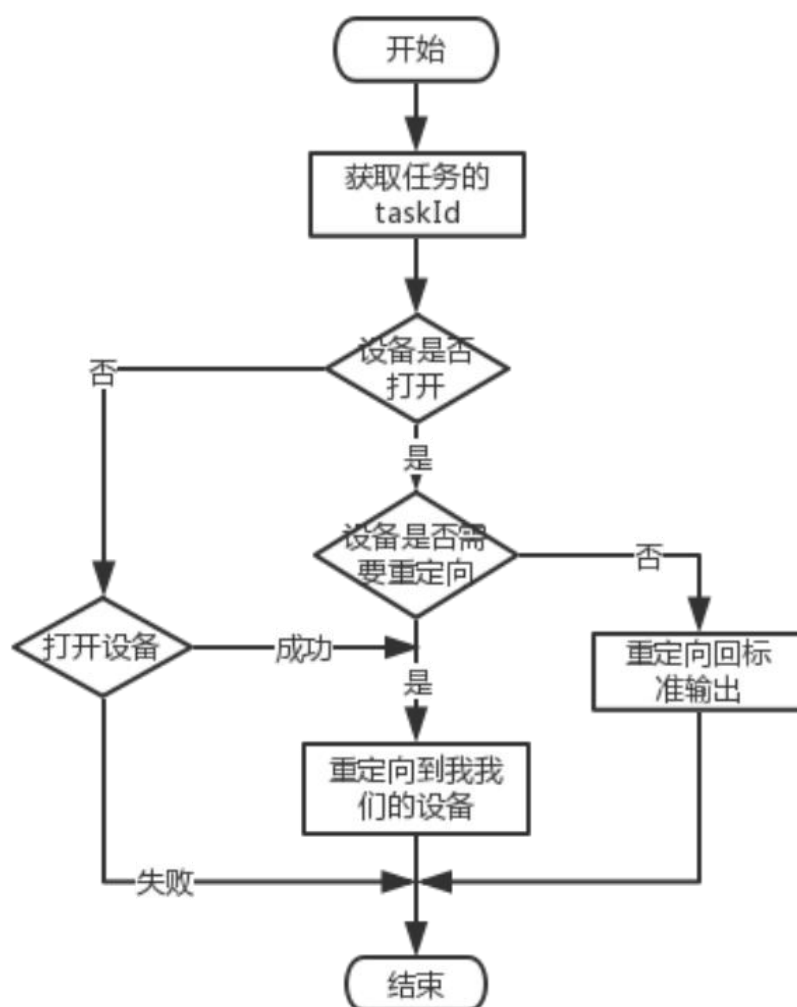 开始
获取任务的
taskId
设备是否
打开
否
是
设备是否需
要重定向
否
打开设备
成功
重定向回标
准输出
是
重定向到我我
们的设备
失败
结束